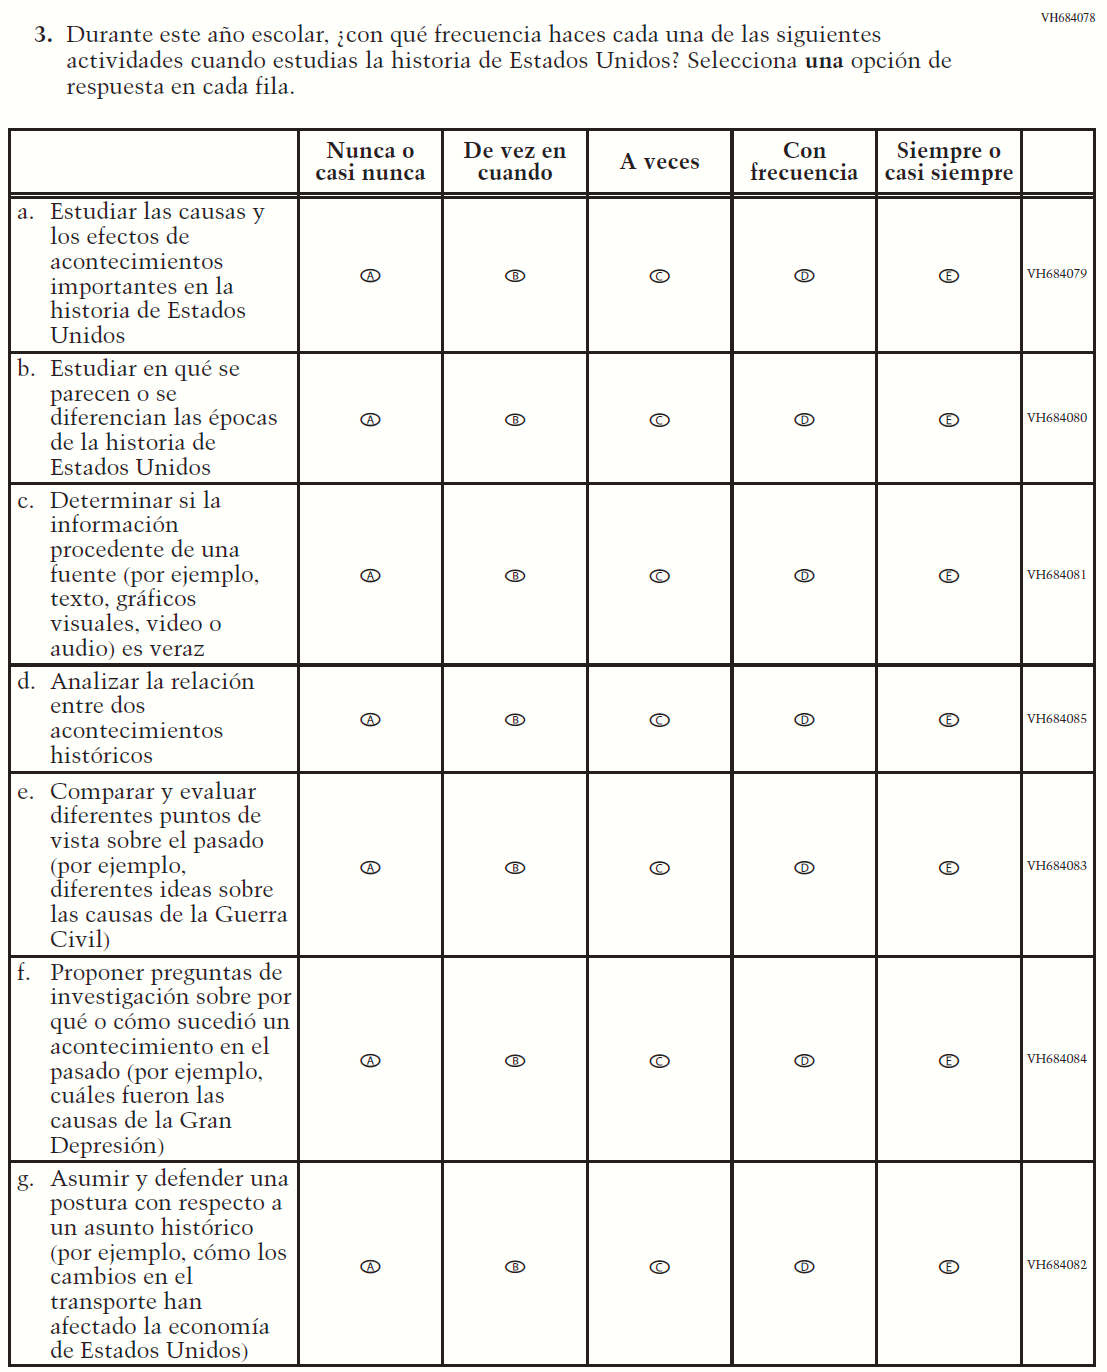 VH684078
3. Durante este año escolar, ¿con qué frecuencia haces cada una de las siguientes
actividades cuando estudias la historia de Estados Unidos? Selecciona una opción de
respuesta en cada fila.
Nunca o
casi nunca
De vez en
cuando
A veces
Con
frecuencia
Siempre o
casi siempre
a. Estudiar las causas y
los efectos de
acontecimientos
importantes en la
historia de Estados
Unidos
A B C D E VH684079
b. Estudiar en qué se
parecen o se
diferencian las épocas
de la historia de
Estados Unidos
A B C D E VH684080
c. Determinar si la
información
procedente de una
fuente (por ejemplo,
texto, gráficos
visuales, video o
audio) es veraz
A B C D E VH684081
d. Analizar la relación
entre dos
acontecimientos
históricos
A B C D E VH684085
e. Comparar y evaluar
diferentes puntos de
vista sobre el pasado
(por ejemplo,
diferentes ideas sobre
las causas de la Guerra
Civil)
A B C D E VH684083
f. Proponer preguntas de
investigación sobre por
qué o cómo sucedió un
acontecimiento en el
pasado (por ejemplo,
cuáles fueron las
causas de la Gran
Depresión)
A B C D E VH684084
g. Asumir y defender una
postura con respecto a
un asunto histórico
(por ejemplo, cómo los
cambios en el
transporte han
afectado la economía
de Estados Unidos)
A B C D E VH684082